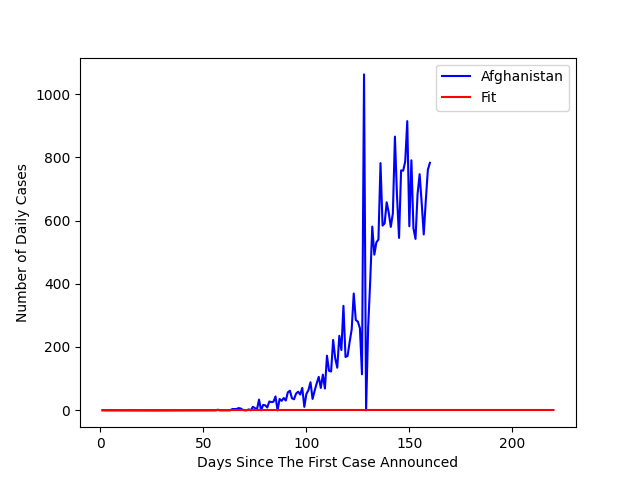 Afghanistan
Fit
1000
800
600
400
200
0
Number of Daily Cases
0 50 100 150 200
Days Since The First Case Announced